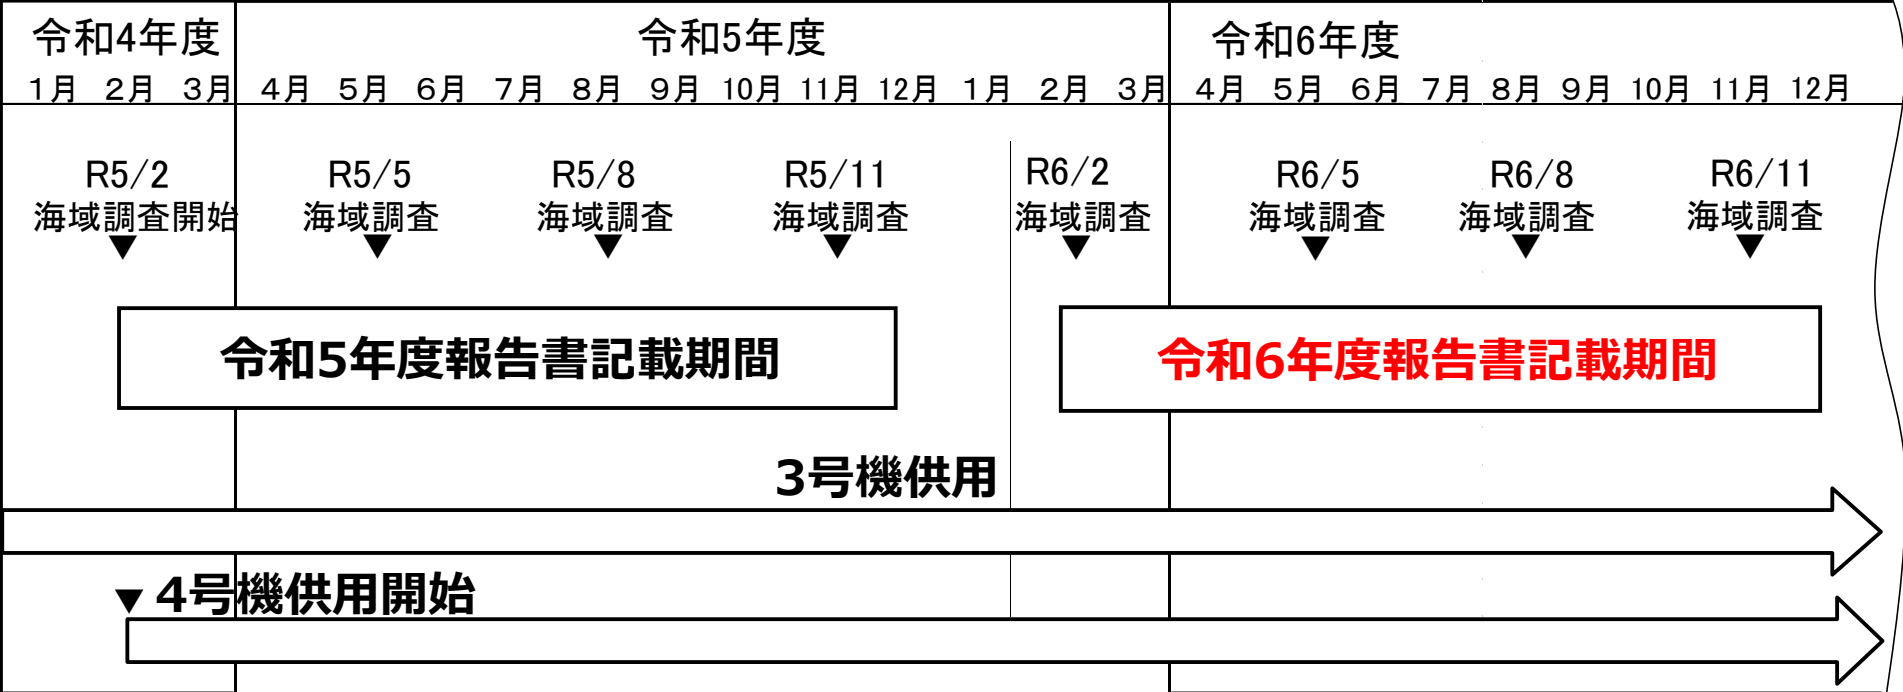 令和4年度 令和5年度 令和6年度
1月 2月 3月 4月 5月 6月 7月 8月 9月 10月 11月 12月 1月 2月 3月 4月 5月 6月 7月 8月 9月 10月 11月 12月
R5/2 R5/5 R5/8 R5/11 R6/2 R6/5 R6/8 R6/11
海域調査開始 海域調査 海域調査 海域調査 海域調査 海域調査 海域調査 海域調査
▼ ▼ ▼ ▼ ▼ ▼ ▼ ▼
令和5年度報告書記載期間 令和6年度報告書記載期間
3号機供用
▼4号機供用開始